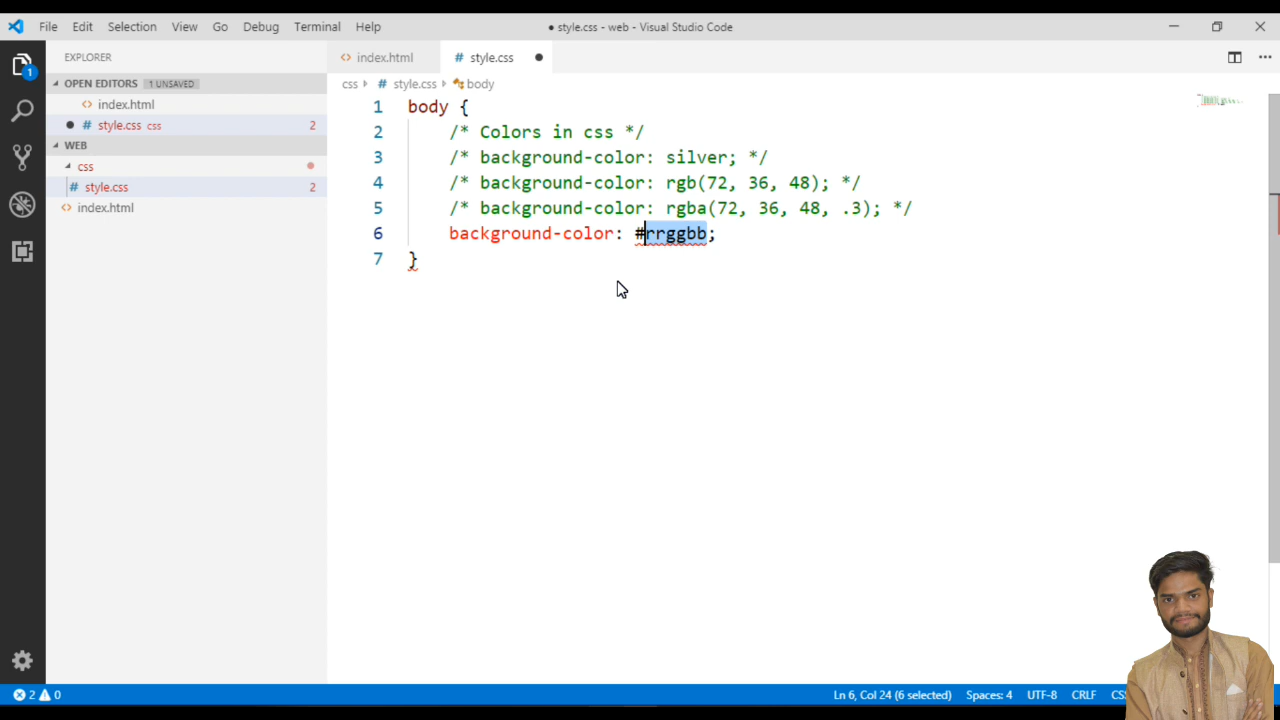 File Edit Selection View Go Debug Terminal Help ● style.css - web - Visual Studio Code
EXPLORER
OPEN EDITORS 1 UNSAVED
index.html
# style.css css 2
WEB
css
# style.css 2
index.html
index.html # style.css
css # style.css body
1 body {
2 /* Colors in css */
3 /* background-color: silver; */
4 /* background-color: rgb(72, 36, 48); */
5 /* background-color: rgba(72, 36, 48, .3); */
6 background-color: #rrggbb;
7 }
1
2 0 Ln 6, Col 24 (6 selected) Spaces: 4 UTF-8 CRLF